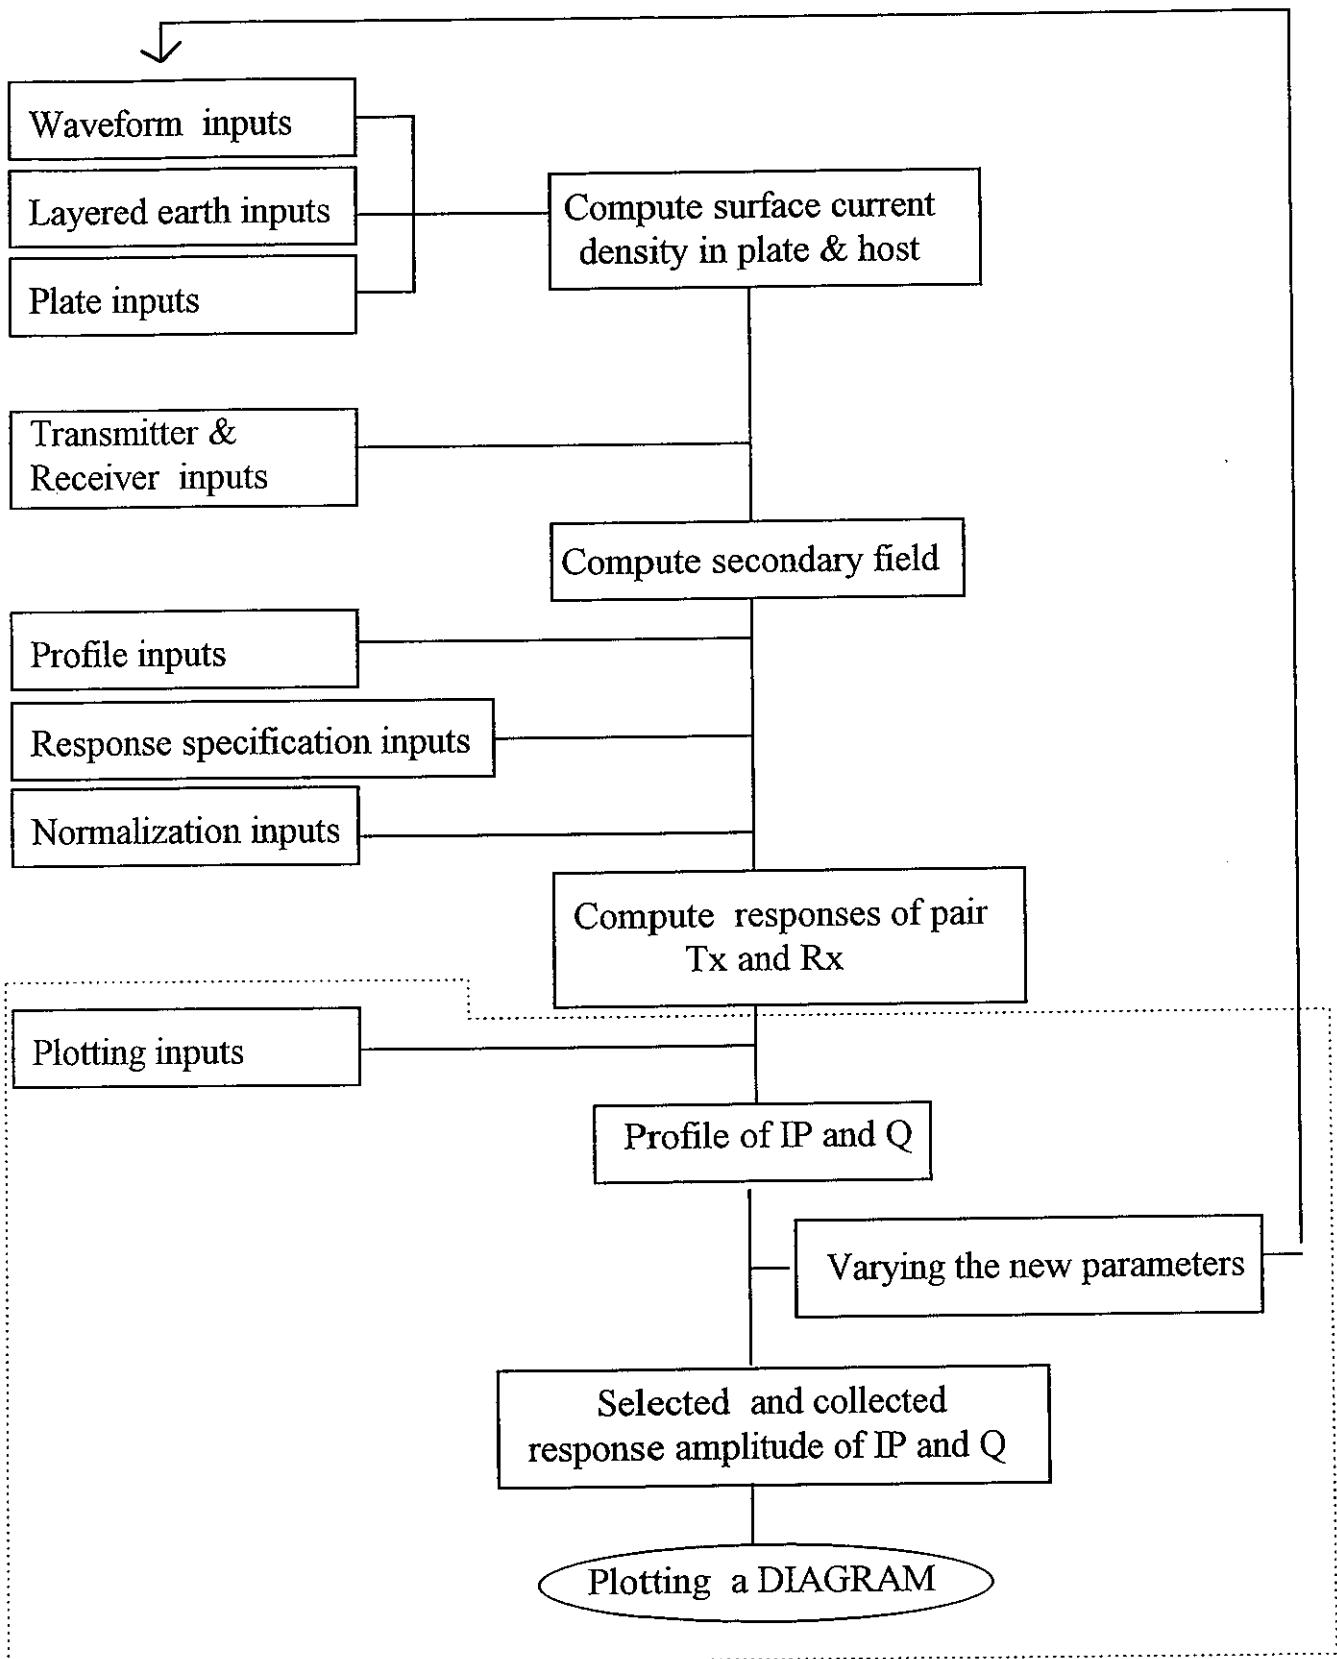 Waveform inputs
Layered earth inputs
Plate inputs
Compute surface current
density in plate & host
Transmitter &
Receiver inputs
Compute secondary field
Profile inputs
Response specification inputs
Normalization inputs
Compute responses of pair
Tx and Rx
Plotting inputs
Profile of IP and Q
Varying the new parameters
Selected and collected
response amplitude of IP and Q
Plotting a DIAGRAM